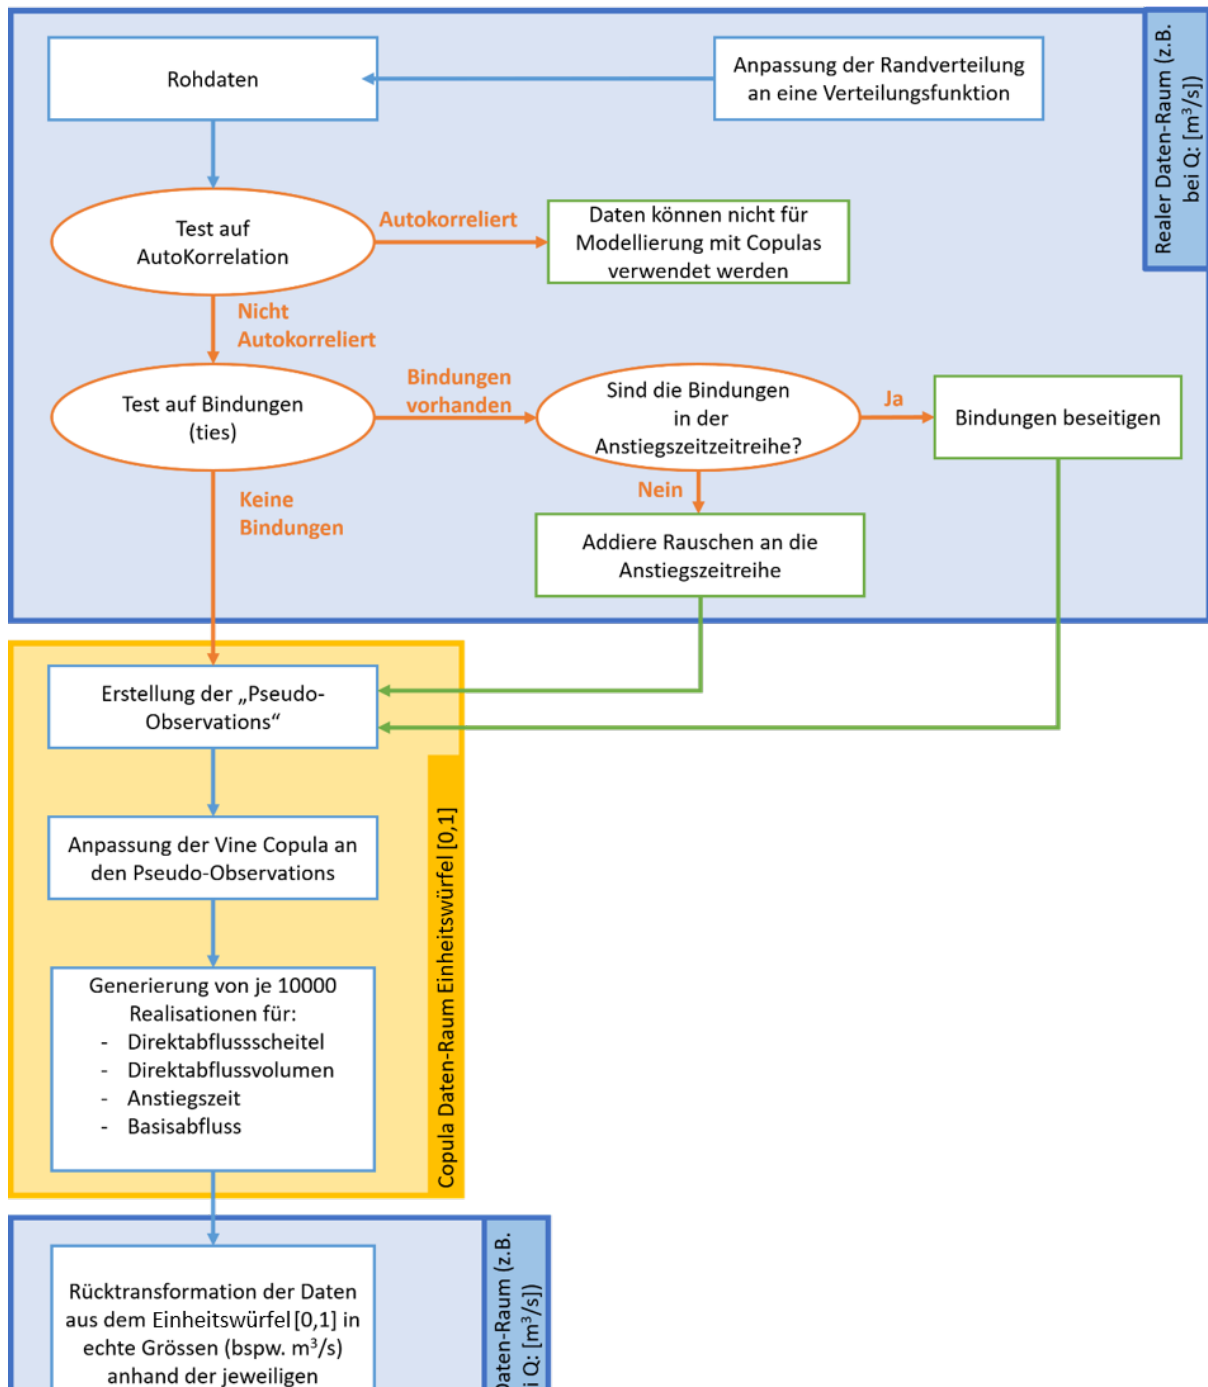 Rohdaten
Anpassung der Randverteilung
an eine Verteilungsfunktion
Realer Daten-Raum (z.B.
bei Q: [m³/s])
Test auf
AutoKorrelation
Autokorreliert
Daten können nicht für
Modellierung mit Copulas
verwendet werden
Nicht
Autokorreliert
Test auf Bindungen
(ties)
Bindungen
vorhanden
Sind die Bindungen
in der
Anstiegszeitzeitreihe?
Ja
Bindungen beseitigen
Nein
Keine
Bindungen
Addiere Rauschen an die
Anstiegszeitreihe
Erstellung der „Pseudo-
Observations“
Anpassung der Vine Copula an
den Pseudo-Observations
Generierung von je 10000
Realisationen für:
- Direktabflussscheitel
- Direktabflussvolumen
- Anstiegszeit
- Basisabfluss
Copula Daten-Raum Einheitswürfel [0,1]
Rücktransformation der Daten
aus dem Einheitswürfel [0,1] in
echte Grössen (bspw. m³/s)
anhand der jeweiligen
Daten-Raum (z.B.
i Q: [m³/s])